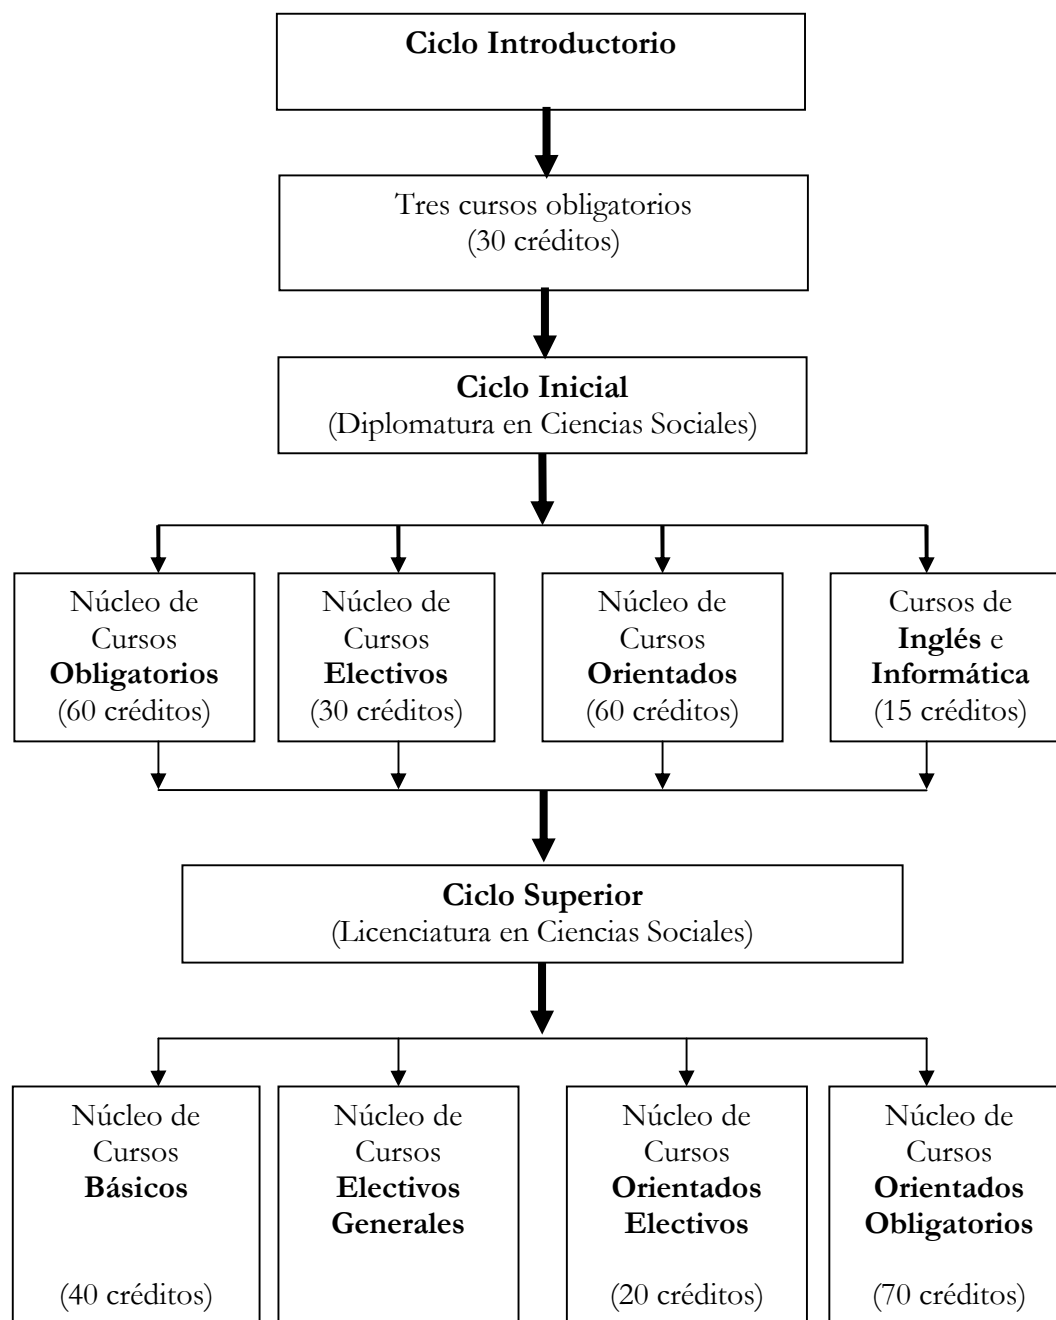 Ciclo Introductorio
Tres cursos obligatorios
(30 créditos)
Ciclo Inicial
(Diplomatura en Ciencias Sociales)
Núcleo de
Cursos
Obligatorios
(60 créditos)
Núcleo de
Cursos
Electivos
(30 créditos)
Núcleo de
Cursos
Orientados
(60 créditos)
Cursos de
Inglés e
Informática
(15 créditos)
Ciclo Superior
(Licenciatura en Ciencias Sociales)
Núcleo de
Cursos
Básicos
(40 créditos)
Núcleo de
Cursos
Electivos
Generales
Núcleo de
Cursos
Orientados
Electivos
(20 créditos)
Núcleo de
Cursos
Orientados
Obligatorios
(70 créditos)